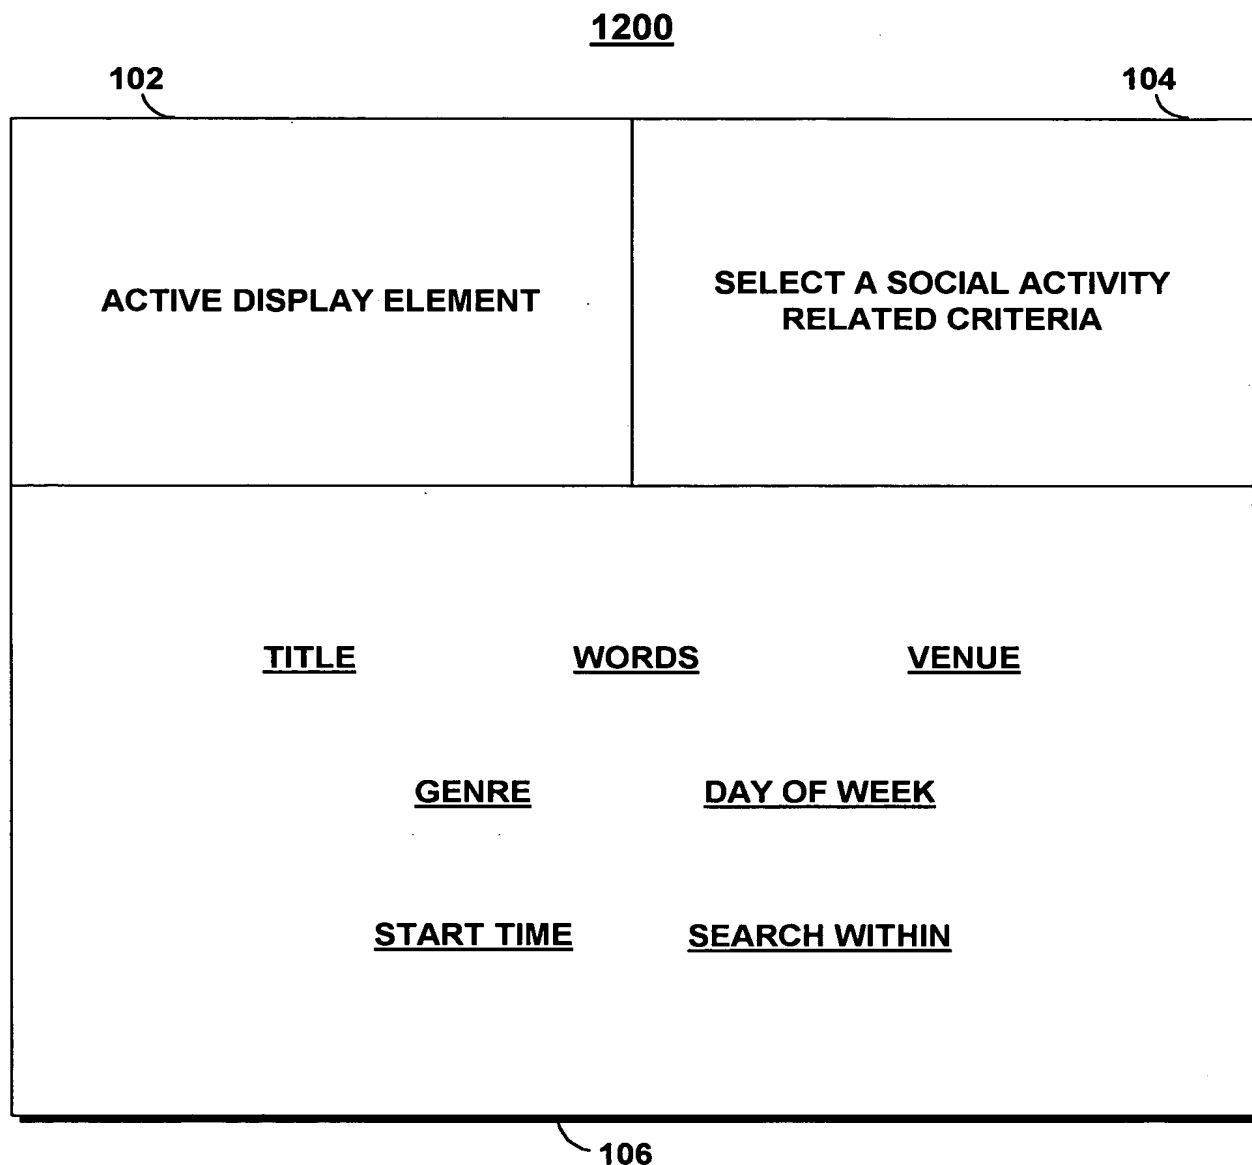 1200
102
104
ACTIVE DISPLAY ELEMENT
SELECT A SOCIAL ACTIVITY
RELATED CRITERIA
TITLE
WORDS
VENUE
GENRE
DAY OF WEEK
START TIME
SEARCH WITHIN
106